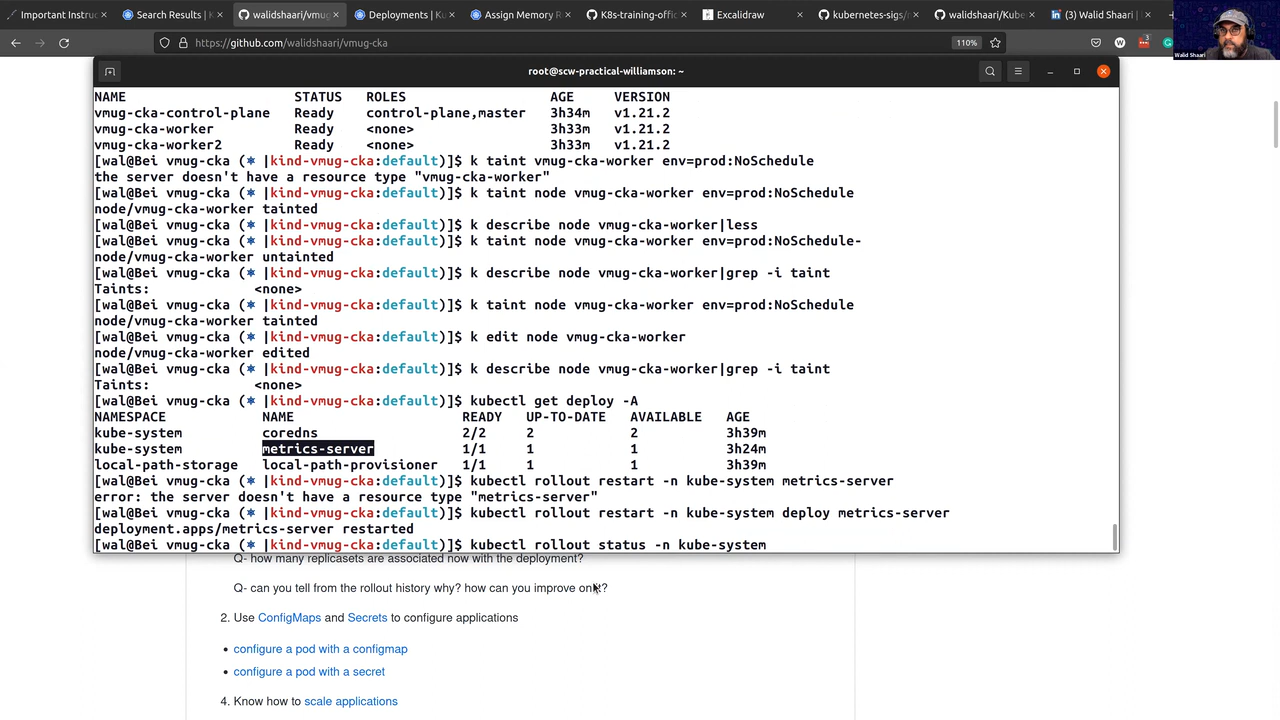 Important Instruc
Search Results | K
walidshaari/vmug
Deployments | Ku
Assign Memory R
K8s-training-offic
Excalidraw
kubernetes-sigs/n
walidshaari/Kube
(3) Walid Shaari |
https://github.com/walidshaari/vmug-cka
110%
Walid Shaari
root@scw-practical-williamson: ~
NAME STATUS ROLES AGE VERSION
vmug-cka-control-plane Ready control-plane,master 3h34m v1.21.2
vmug-cka-worker Ready <none> 3h33m v1.21.2
vmug-cka-worker2 Ready <none> 3h33m v1.21.2
[wal@Bei vmug-cka (⎈ |kind-vmug-cka:default)]$ k taint vmug-cka-worker env=prod:NoSchedule
the server doesn't have a resource type "vmug-cka-worker"
[wal@Bei vmug-cka (⎈ |kind-vmug-cka:default)]$ k taint node vmug-cka-worker env=prod:NoSchedule
node/vmug-cka-worker tainted
[wal@Bei vmug-cka (⎈ |kind-vmug-cka:default)]$ k describe node vmug-cka-worker|less
[wal@Bei vmug-cka (⎈ |kind-vmug-cka:default)]$ k taint node vmug-cka-worker env=prod:NoSchedule-
node/vmug-cka-worker untainted
[wal@Bei vmug-cka (⎈ |kind-vmug-cka:default)]$ k describe node vmug-cka-worker|grep -i taint
Taints: <none>
[wal@Bei vmug-cka (⎈ |kind-vmug-cka:default)]$ k taint node vmug-cka-worker env=prod:NoSchedule
node/vmug-cka-worker tainted
[wal@Bei vmug-cka (⎈ |kind-vmug-cka:default)]$ k edit node vmug-cka-worker
node/vmug-cka-worker edited
[wal@Bei vmug-cka (⎈ |kind-vmug-cka:default)]$ k describe node vmug-cka-worker|grep -i taint
Taints: <none>
[wal@Bei vmug-cka (⎈ |kind-vmug-cka:default)]$ kubectl get deploy -A
NAMESPACE NAME READY UP-TO-DATE AVAILABLE AGE
kube-system coredns 2/2 2 2 3h39m
kube-system metrics-server 1/1 1 1 3h24m
local-path-storage local-path-provisioner 1/1 1 1 3h39m
[wal@Bei vmug-cka (⎈ |kind-vmug-cka:default)]$ kubectl rollout restart -n kube-system metrics-server
error: the server doesn't have a resource type "metrics-server"
[wal@Bei vmug-cka (⎈ |kind-vmug-cka:default)]$ kubectl rollout restart -n kube-system deploy metrics-server
deployment.apps/metrics-server restarted
[wal@Bei vmug-cka (⎈ |kind-vmug-cka:default)]$ kubectl rollout status -n kube-system
Q- how many replicasets are associated now with the deployment?
Q- can you tell from the rollout history why? how can you improve on it?
2. Use ConfigMaps and Secrets to configure applications
• configure a pod with a configmap
• configure a pod with a secret
4. Know how to scale applications